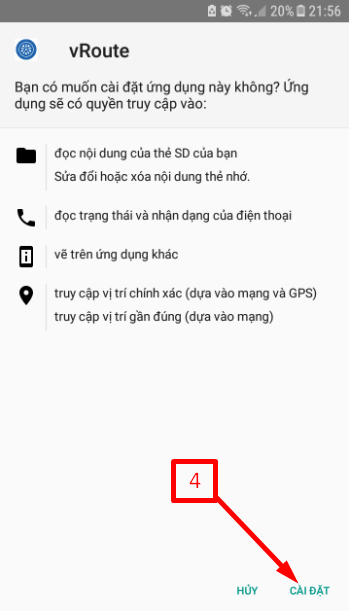 20% 21:56
vRoute
Bạn có muốn cài đặt ứng dụng này không? Ứng
dụng sẽ có quyền truy cập vào:
đọc nội dung của thẻ SD của bạn
Sửa đổi hoặc xóa nội dung thẻ nhớ.
đọc trạng thái và nhận dạng của điện thoại
vẽ trên ứng dụng khác
truy cập vị trí chính xác (dựa vào mạng và GPS)
truy cập vị trí gần đúng (dựa vào mạng)
4
HỦY CÀI ĐẶT